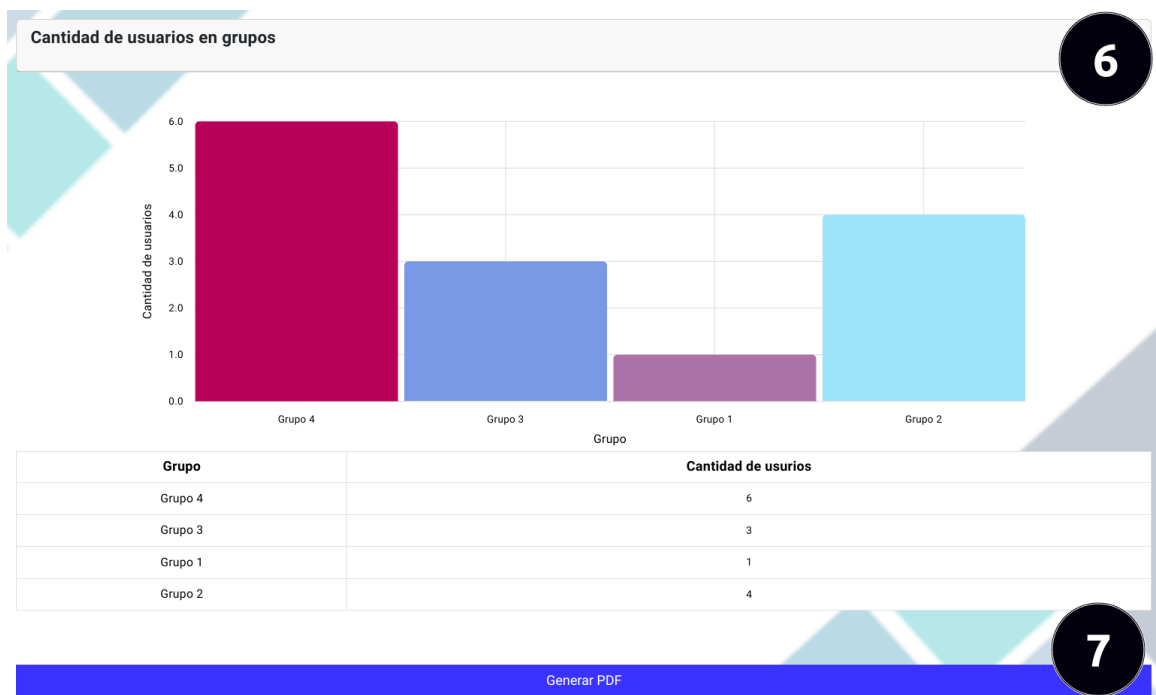 Cantidad de usuarios en grupos
6
6.0
5.0
4.0
3.0
2.0
1.0
0.0
Cantidad de usuarios
Grupo 4 Grupo 3 Grupo 1 Grupo 2
Grupo
Grupo Cantidad de usurios
Grupo 4 6
Grupo 3 3
Grupo 1 1
Grupo 2 4
7
Generar PDF